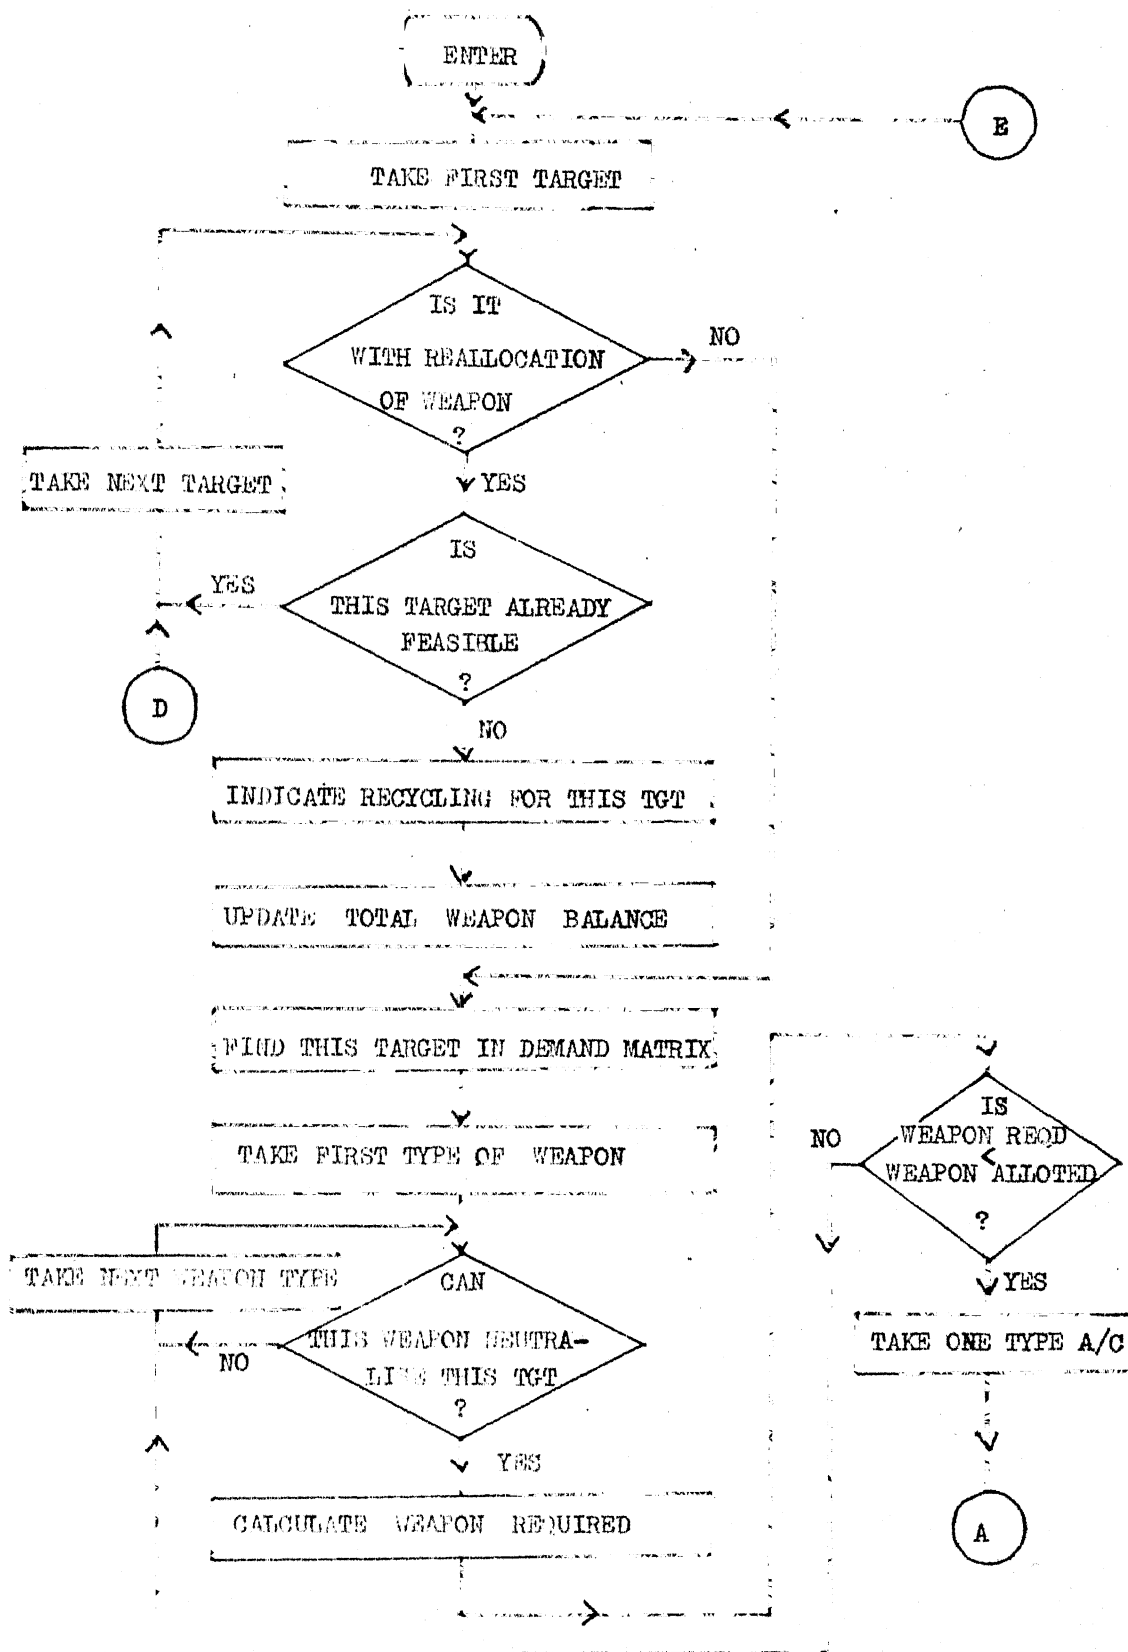 ENTER
E
TAKE FIRST TARGET
IS IT
WITH REALLOCATION
OF WEAPON
?
NO
YES
TAKE NEXT TARGET
IS
THIS TARGET ALREADY
FEASIBLE
?
YES
D
NO
INDICATE RECYCLING FOR THIS TGT
UPDATE TOTAL WEAPON BALANCE
FIND THIS TARGET IN DEMAND MATRIX
TAKE FIRST TYPE OF WEAPON
TAKE NEXT WEAPON TYPE
CAN
THIS WEAPON NEUTRA-
LISE THIS TGT
?
NO
YES
CALCULATE WEAPON REQUIRED
IS
WEAPON REQD
<
WEAPON ALLOTED
?
NO
YES
TAKE ONE TYPE A/C
A